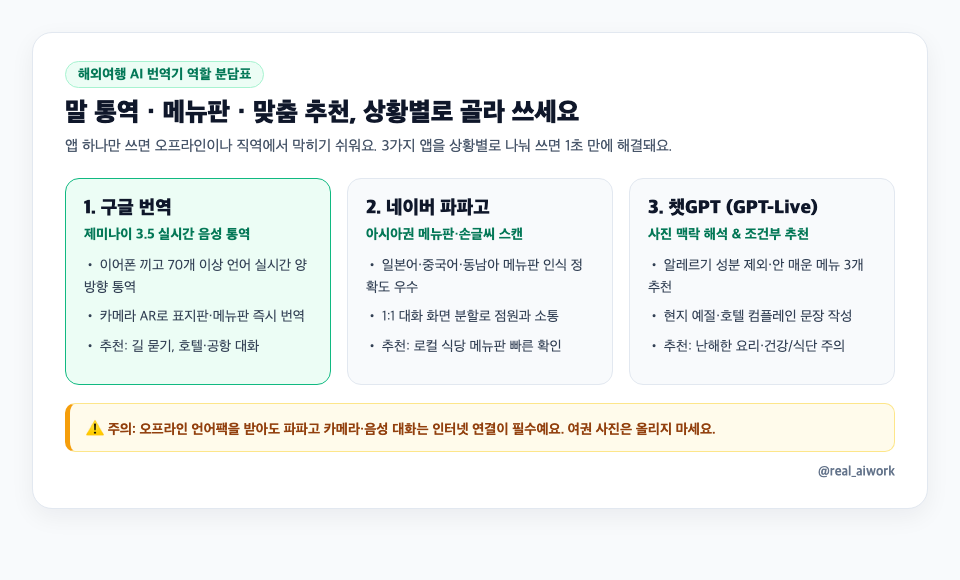 해외여행 AI 번역기 역할 분담표
말 통역 · 메뉴판 · 맞춤 추천, 상황별로 골라 쓰세요
앱 하나만 쓰면 오프라인이나 직역에서 막히기 쉬워요. 3가지 앱을 상황별로 나눠 쓰면 1초 만에 해결돼요.
1. 구글 번역
제미나이 3.5 실시간 음성 통역
• 이어폰 끼고 70개 이상 언어 실시간 양
방향 통역
• 카메라 AR로 표지판·메뉴판 즉시 번역
• 추천: 길 묻기, 호텔·공항 대화
2. 네이버 파파고
아시아권 메뉴판·손글씨 스캔
• 일본어·중국어·동남아 메뉴판 인식 정
확도 우수
• 1:1 대화 화면 분할로 점원과 소통
• 추천: 로컬 식당 메뉴판 빠른 확인
3. 챗GPT (GPT-Live)
사진 맥락 해석 & 조건부 추천
• 알레르기 성분 제외·안 매운 메뉴 3개
추천
• 현지 예절·호텔 컴플레인 문장 작성
• 추천: 난해한 요리·건강/식단 주의
⚠️ 주의: 오프라인 언어팩을 받아도 파파고 카메라·음성 대화는 인터넷 연결이 필수예요. 여권 사진은 올리지 마세요.
@real_aiwork